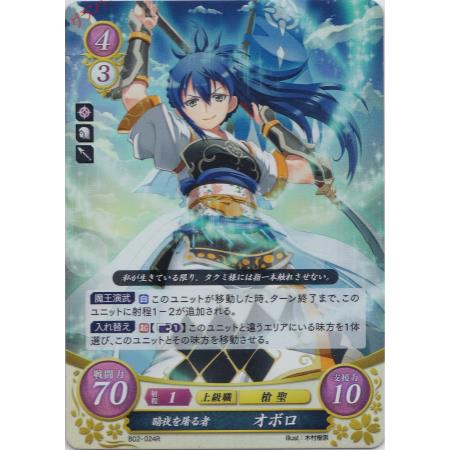 4
3
私が生きている限り、タクミ様には指一本触れさせない。
魔王演武 自 このユニットが移動した時、ターン終了まで、この
ユニットに射程1-2が追加される。
入れ替え 起【 1】このユニットと違うエリアにいる味方を1体
選び、このユニットとその味方を移動させる。
戦闘力 70
射程 1 上級職 槍聖
支援力 10
暗夜を屠る者 オボロ
B02-024R
Illust：木村樹崇